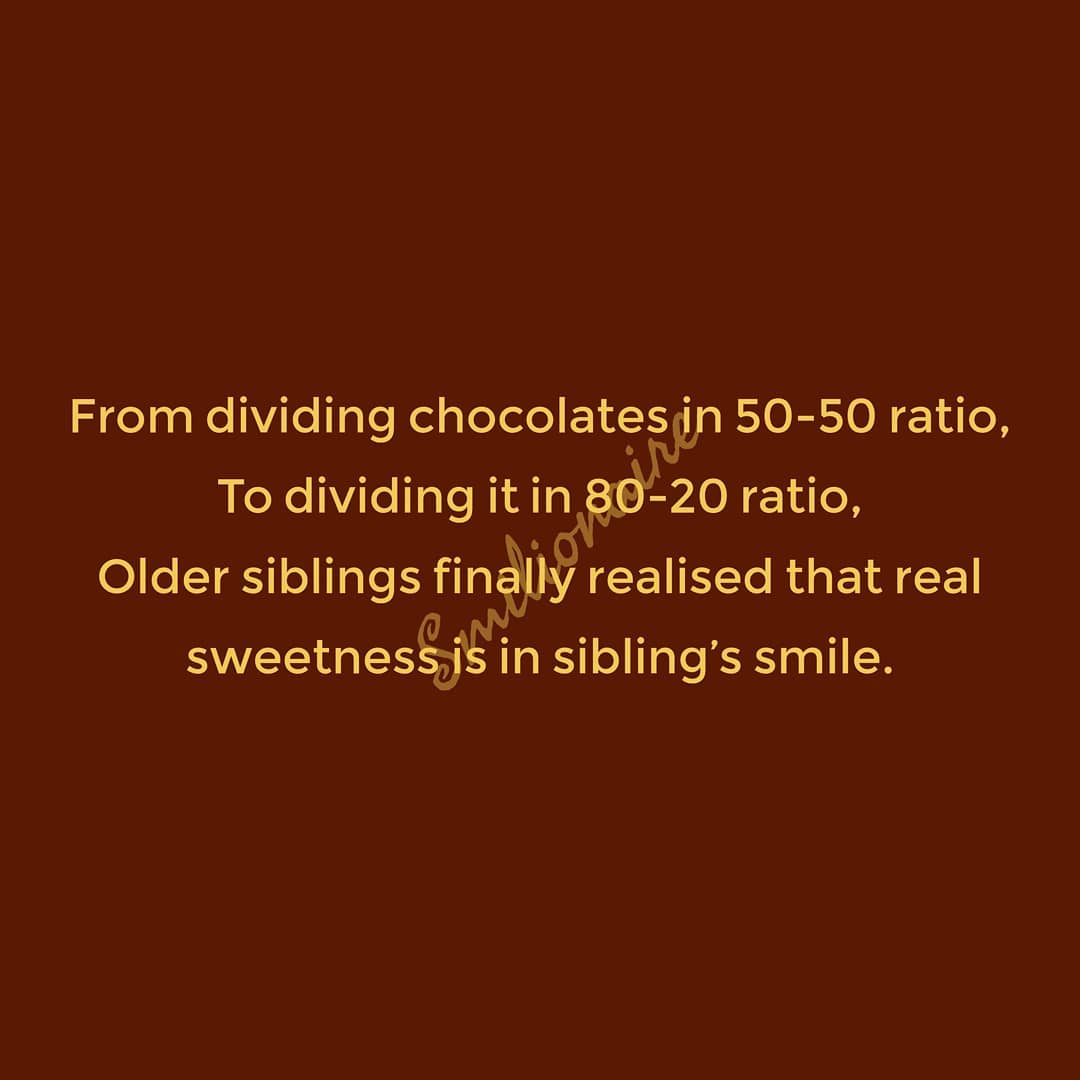 From dividing chocolates in 50-50 ratio,
To dividing it in 80-20 ratio,
Older siblings finally realised that real
sweetness is in sibling’s smile.
Smilionaire